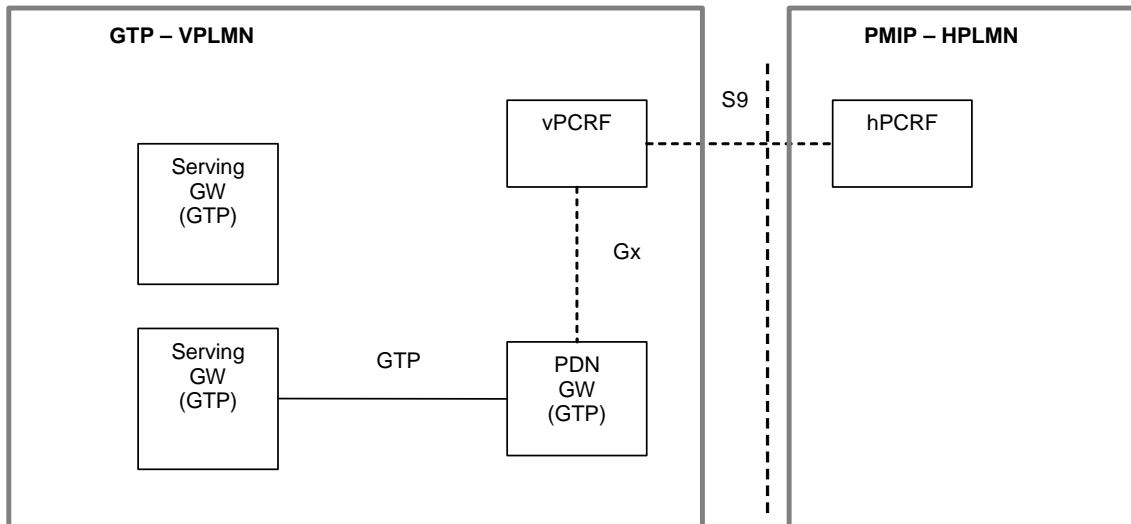 GTP – VPLMN
PMIP – HPLMN
S9
vPCRF
hPCRF
Serving
GW
(GTP)
Gx
Serving
GW
(GTP)
GTP
PDN
GW
(GTP)